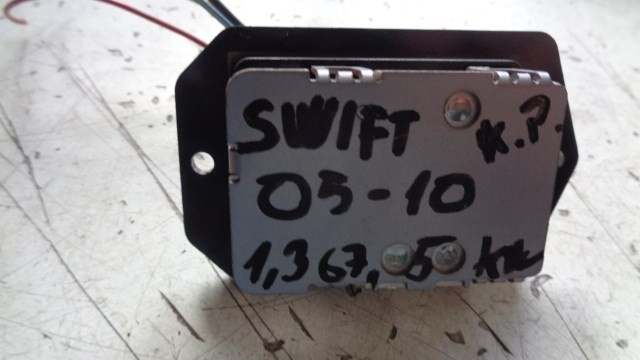 SWIFT K.P.
05-10
1,3 67,5 kW